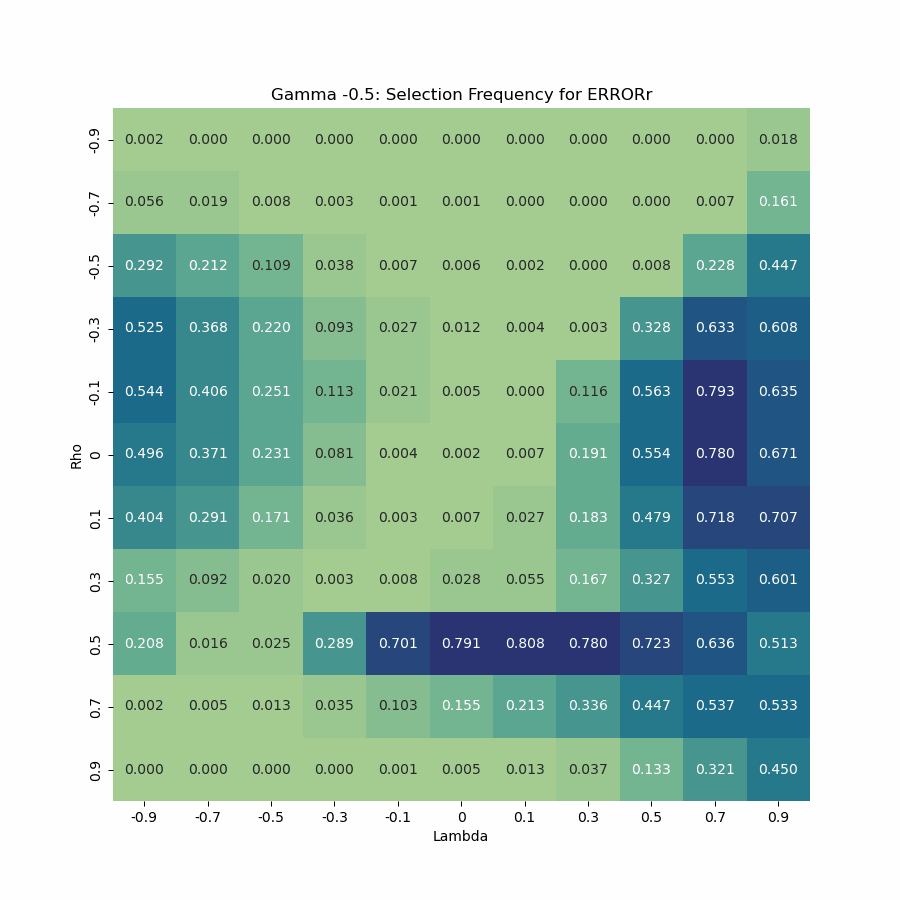 Gamma -0.5: Selection Frequency for ERRORr
-0.9 0.002 0.000 0.000 0.000 0.000 0.000 0.000 0.000 0.000 0.000 0.018
-0.7 0.056 0.019 0.008 0.003 0.001 0.001 0.000 0.000 0.000 0.007 0.161
-0.5 0.292 0.212 0.109 0.038 0.007 0.006 0.002 0.000 0.008 0.228 0.447
-0.3 0.525 0.368 0.220 0.093 0.027 0.012 0.004 0.003 0.328 0.633 0.608
-0.1 0.544 0.406 0.251 0.113 0.021 0.005 0.000 0.116 0.563 0.793 0.635
Rho
0 0.496 0.371 0.231 0.081 0.004 0.002 0.007 0.191 0.554 0.780 0.671
0.1 0.404 0.291 0.171 0.036 0.003 0.007 0.027 0.183 0.479 0.718 0.707
0.3 0.155 0.092 0.020 0.003 0.008 0.028 0.055 0.167 0.327 0.553 0.601
0.5 0.208 0.016 0.025 0.289 0.701 0.791 0.808 0.780 0.723 0.636 0.513
0.7 0.002 0.005 0.013 0.035 0.103 0.155 0.213 0.336 0.447 0.537 0.533
0.9 0.000 0.000 0.000 0.000 0.001 0.005 0.013 0.037 0.133 0.321 0.450
-0.9 -0.7 -0.5 -0.3 -0.1 0 0.1 0.3 0.5 0.7 0.9
Lambda